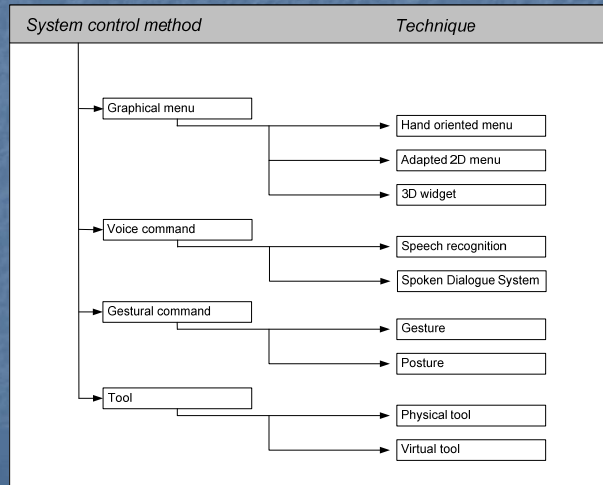 System control method Technique
Graphical menu
Hand oriented menu
Adapted 2D menu
3D widget
Voice command
Speech recognition
Spoken Dialogue System
Gestural command
Gesture
Posture
Tool
Physical tool
Virtual tool